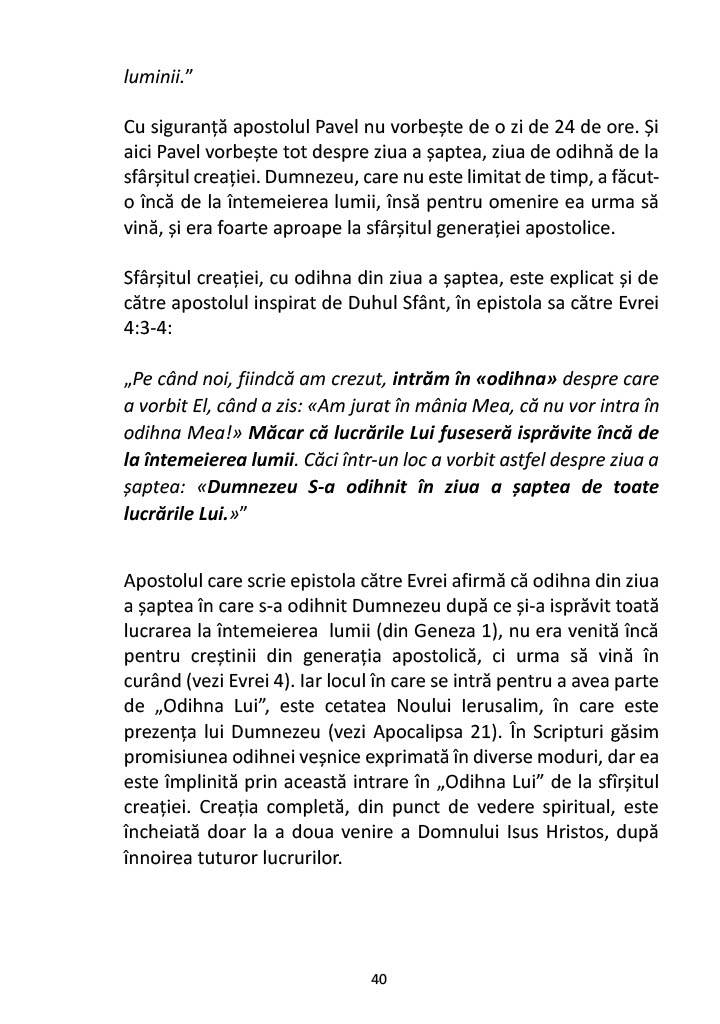 luminii.”
Cu siguranță apostolul Pavel nu vorbește de o zi de 24 de ore. Și
aici Pavel vorbește tot despre ziua a șaptea, ziua de odihnă de la
sfârșitul creației. Dumnezeu, care nu este limitat de timp, a făcut-
o încă de la întemeierea lumii, însă pentru omenire ea urma să
vină, și era foarte aproape la sfârșitul generației apostolice.
Sfârșitul creației, cu odihna din ziua a șaptea, este explicat și de
către apostolul inspirat de Duhul Sfânt, în epistola sa către Evrei
4:3-4:
„Pe când noi, fiindcă am crezut, intrăm în «odihna» despre care
a vorbit El, când a zis: «Am jurat în mânia Mea, că nu vor intra în
odihna Mea!» Măcar că lucrările Lui fuseseră isprăvite încă de
la întemeierea lumii. Căci într-un loc a vorbit astfel despre ziua a
șaptea: «Dumnezeu S-a odihnit în ziua a șaptea de toate
lucrările Lui.»”
Apostolul care scrie epistola către Evrei afirmă că odihna din ziua
a șaptea în care s-a odihnit Dumnezeu după ce și-a isprăvit toată
lucrarea la întemeierea  lumii (din Geneza 1), nu era venită încă
pentru creștinii din generația apostolică, ci urma să vină în
curând (vezi Evrei 4). Iar locul în care se intră pentru a avea parte
de „Odihna Lui”, este cetatea Noului Ierusalim, în care este
prezența lui Dumnezeu (vezi Apocalipsa 21). În Scripturi găsim
promisiunea odihnei veșnice exprimată în diverse moduri, dar ea
este împlinită prin această intrare în „Odihna Lui” de la sfîrșitul
creației. Creația completă, din punct de vedere spiritual, este
încheiată doar la a doua venire a Domnului Isus Hristos, după
înnoirea tuturor lucrurilor.
40